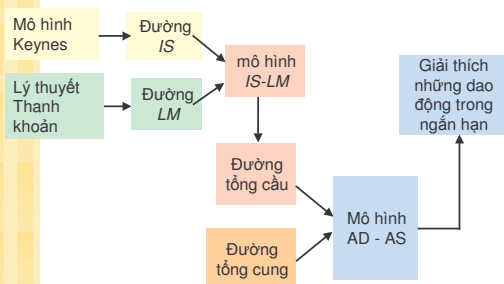 Mô hình
Keynes
Đường
IS
Lý thuyết
Thanh
khoản
Đường
LM
mô hình
IS-LM
Giải thích
những dao
động trong
ngắn hạn
Đường
tổng cầu
Mô hình
AD - AS
Đường
tổng cung